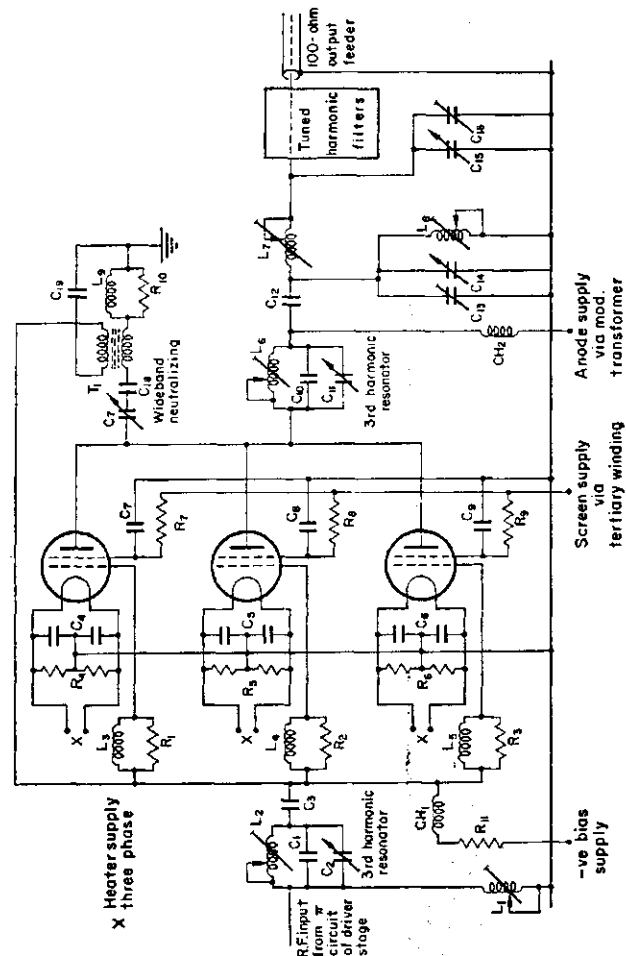 X Heater supply
three phase
C19
L9
R10
T1
C7
C18
Wideband
neutralizing
L3
R1
R4
C4
C7
R7
L7
Tuned
harmonic
filters
100-ohm
output
feeder
L6
C10
C11
3rd harmonic
resonator
C12
X
L4
R2
R5
C5
C8
R8
C13
C14
L8
C15
C16
L2
C1
C2
3rd harmonic
resonator
C3
R.F. input
from π
circuit
of driver
stage
X
L5
R3
R6
C6
C9
R9
CH2
CH1
R11
L1
-ve bias
supply
Screen supply
via
tertiary winding
Anode supply
via mod.
transformer